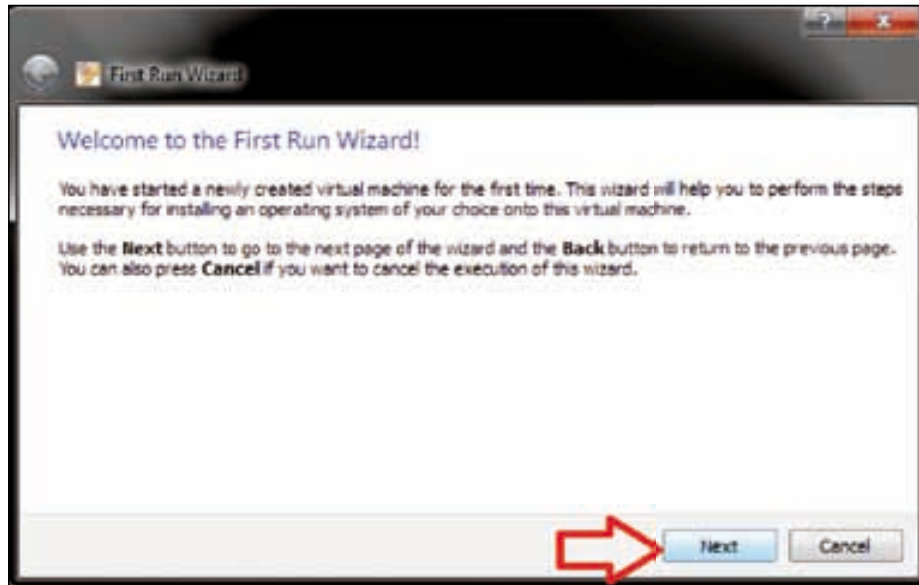 First Run Wizard
Welcome to the First Run Wizard!
You have started a newly created virtual machine for the first time. This wizard will help you to perform the steps
necessary for installing an operating system of your choice onto this virtual machine.
Use the Next button to go to the next page of the wizard and the Back button to return to the previous page.
You can also press Cancel if you want to cancel the execution of this wizard.
Next Cancel